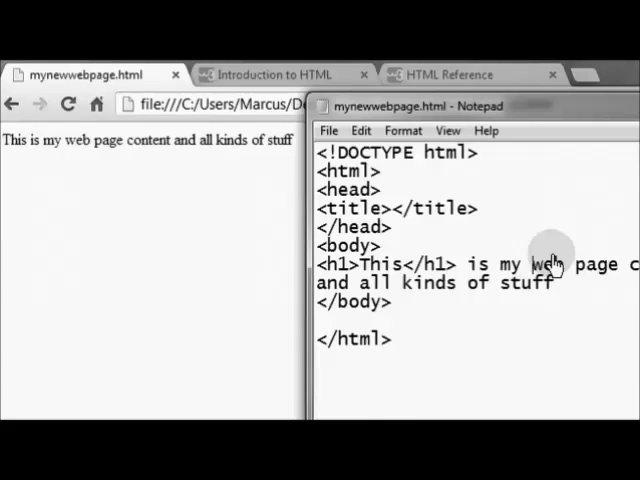 mynewwebpage.html
Introduction to HTML
HTML Reference
file:///C:/Users/Marcus/De
This is my web page content and all kinds of stuff
mynewwebpage.html - Notepad
File Edit Format View Help
<!DOCTYPE html>
<html>
<head>
<title></title>
</head>
<body>
<h1>This</h1> is my web page c
and all kinds of stuff
</body>
</html>